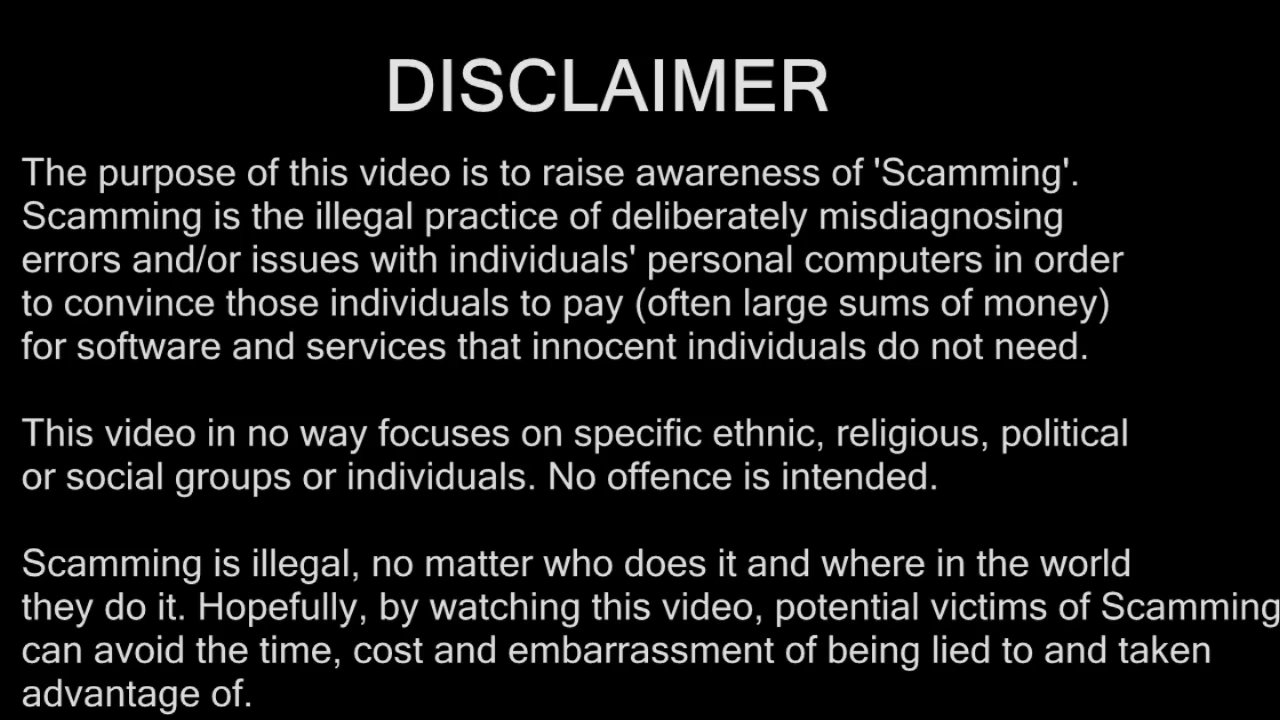 DISCLAIMER
The purpose of this video is to raise awareness of 'Scamming'.
Scamming is the illegal practice of deliberately misdiagnosing
errors and/or issues with individuals' personal computers in order
to convince those individuals to pay (often large sums of money)
for software and services that innocent individuals do not need.
This video in no way focuses on specific ethnic, religious, political
or social groups or individuals. No offence is intended.
Scamming is illegal, no matter who does it and where in the world
they do it. Hopefully, by watching this video, potential victims of Scamming
can avoid the time, cost and embarrassment of being lied to and taken
advantage of.